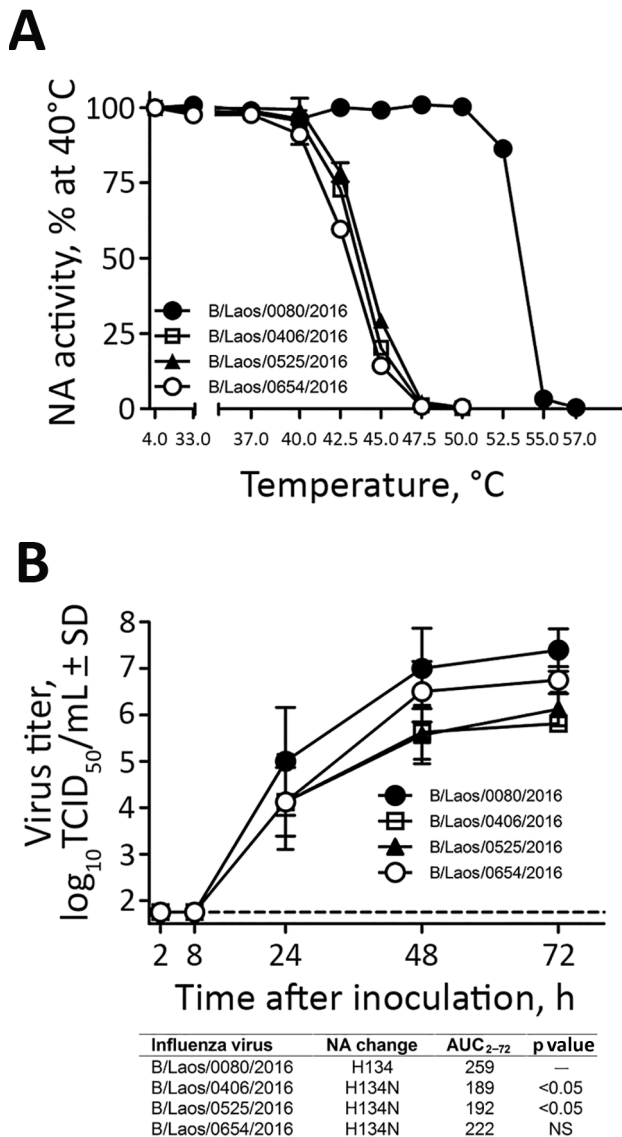 A
NA activity, % at 40°C
100
75
50
25
0
B/Laos/0080/2016
B/Laos/0406/2016
B/Laos/0525/2016
B/Laos/0654/2016
4.0 33.0 37.0 40.0 42.5 45.0 47.5 50.0 52.5 55.0 57.0
Temperature, °C
B
Virus titer,
log₁₀TCID₅₀/mL ± SD
8
7
6
5
4
3
2
B/Laos/0080/2016
B/Laos/0406/2016
B/Laos/0525/2016
B/Laos/0654/2016
2 8 24 48 72
Time after inoculation, h
Influenza virus NA change AUC₂₋₇₂ p value
B/Laos/0080/2016 H134 259 —
B/Laos/0406/2016 H134N 189 <0.05
B/Laos/0525/2016 H134N 192 <0.05
B/Laos/0654/2016 H134N 222 NS